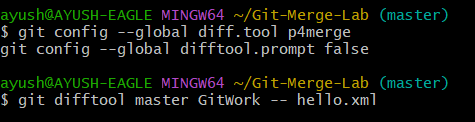 ayush@AYUSH-EAGLE MINGW64 ~/Git-Merge-Lab (master)
$ git config --global diff.tool p4merge
git config --global difftool.prompt false
ayush@AYUSH-EAGLE MINGW64 ~/Git-Merge-Lab (master)
$ git difftool master GitWork -- hello.xml